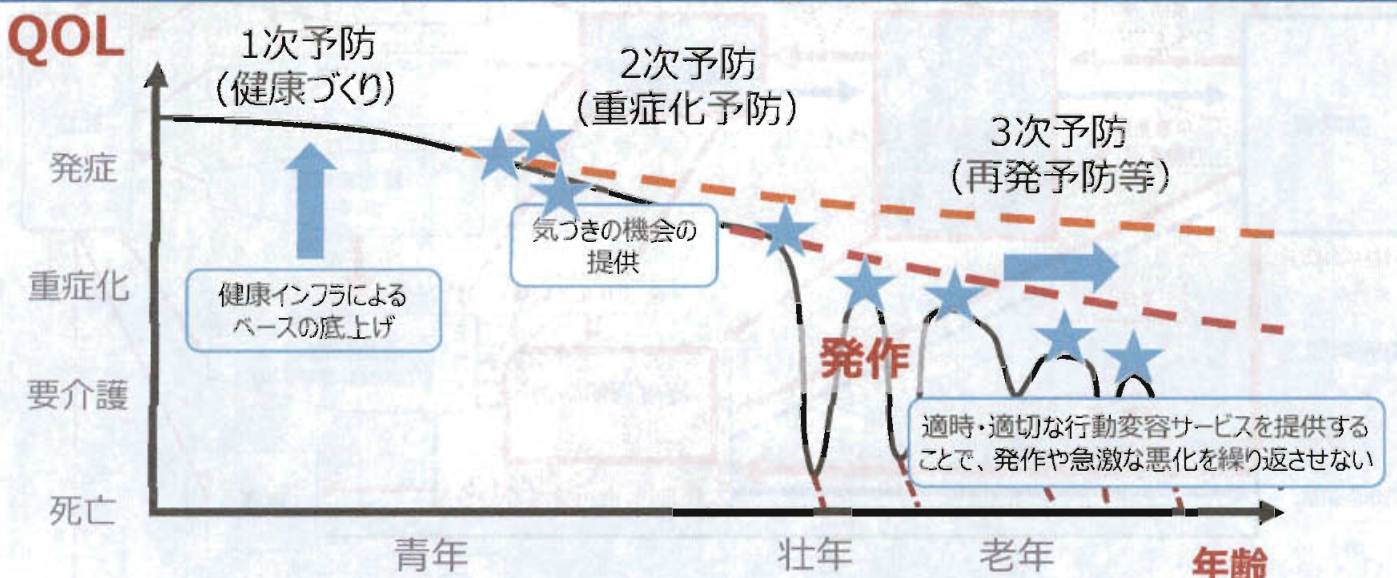 QOL
1次予防
(健康づくり)
2次予防
(重症化予防)
3次予防
(再発予防等)
発症
重症化
要介護
死亡
気づきの機会の
提供
健康インフラによる
ベースの底上げ
発作
適時・適切な行動変容サービスを提供する
ことで、発作や急激な悪化を繰り返させない
青年
壮年
老年
年齢